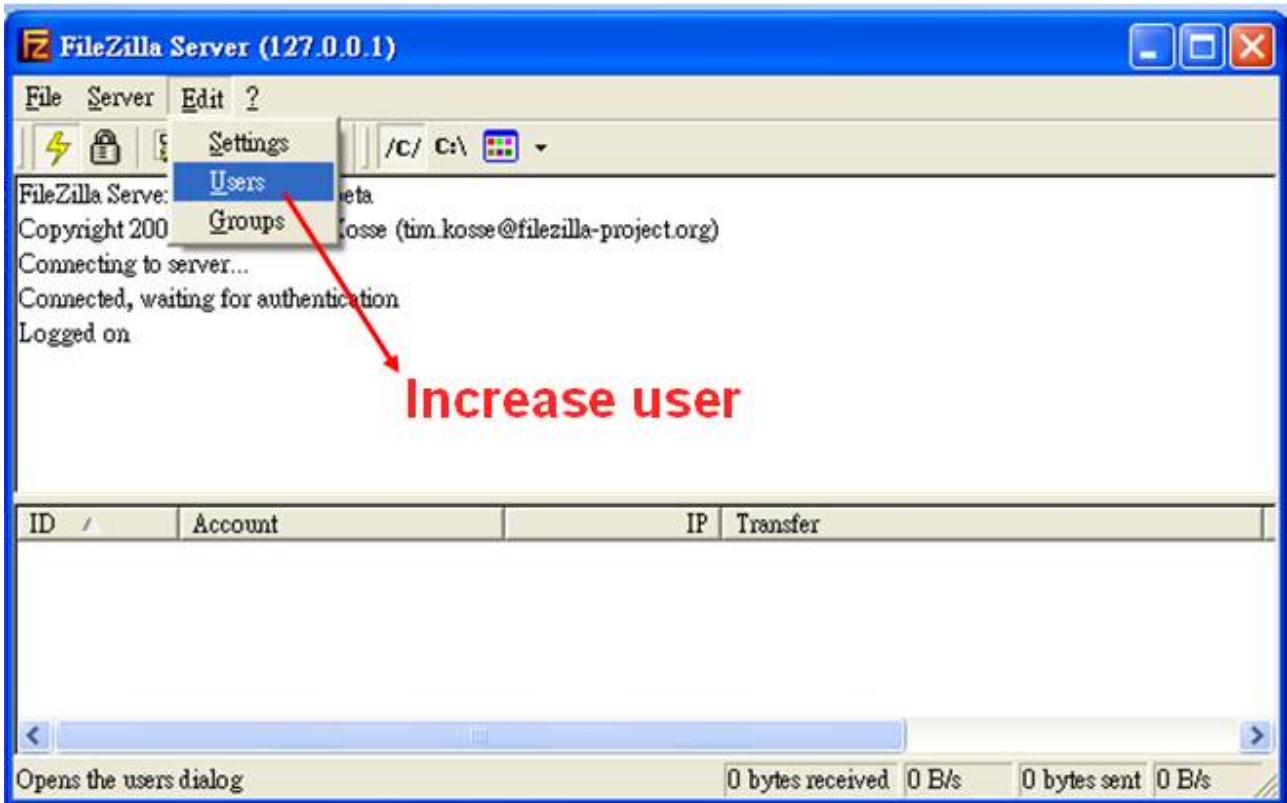 FileZilla Server (127.0.0.1)
File Server Edit ?
Settings
/C/ C:\
Users
FileZilla Serve eta
Groups
Copyright 200 Kosse (tim.kosse@filezilla-project.org)
Connecting to server...
Connected, waiting for authentication
Logged on
Increase user
ID / Account IP Transfer
Opens the users dialog 0 bytes received 0 B/s 0 bytes sent 0 B/s